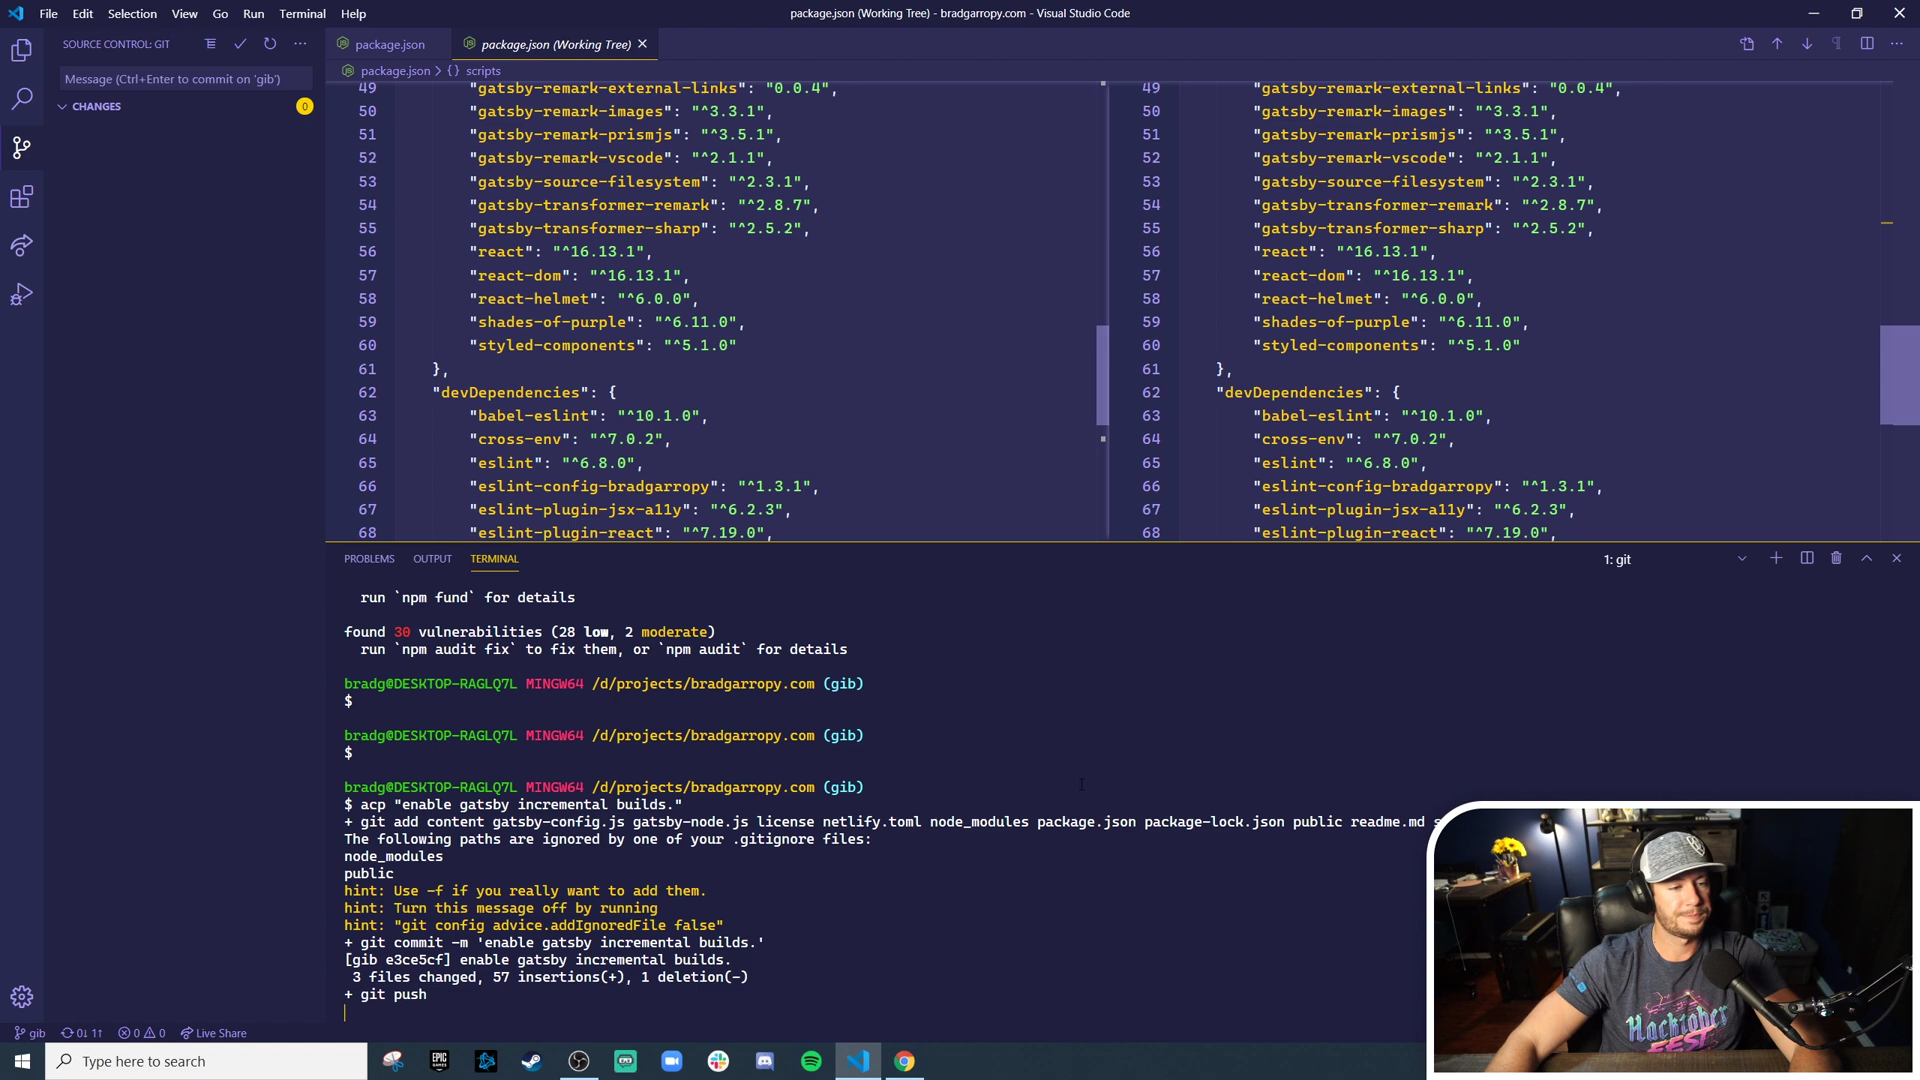 File Edit Selection View Go Run Terminal Help
package.json (Working Tree) - bradgarropy.com - Visual Studio Code
SOURCE CONTROL: GIT
package.json
package.json (Working Tree)
Message (Ctrl+Enter to commit on 'gib')
package.json > {} scripts
CHANGES
0
49 "gatsby-remark-external-links": "0.0.4",
50 "gatsby-remark-images": "^3.3.1",
51 "gatsby-remark-prismjs": "^3.5.1",
52 "gatsby-remark-vscode": "^2.1.1",
53 "gatsby-source-filesystem": "^2.3.1",
54 "gatsby-transformer-remark": "^2.8.7",
55 "gatsby-transformer-sharp": "^2.5.2",
56 "react": "^16.13.1",
57 "react-dom": "^16.13.1",
58 "react-helmet": "^6.0.0",
59 "shades-of-purple": "^6.11.0",
60 "styled-components": "^5.1.0"
61 },
62 "devDependencies": {
63 "babel-eslint": "^10.1.0",
64 "cross-env": "^7.0.2",
65 "eslint": "^6.8.0",
66 "eslint-config-bradgarropy": "^1.3.1",
67 "eslint-plugin-jsx-a11y": "^6.2.3",
68 "eslint-plugin-react": "^7.19.0",
49 "gatsby-remark-external-links": "0.0.4",
50 "gatsby-remark-images": "^3.3.1",
51 "gatsby-remark-prismjs": "^3.5.1",
52 "gatsby-remark-vscode": "^2.1.1",
53 "gatsby-source-filesystem": "^2.3.1",
54 "gatsby-transformer-remark": "^2.8.7",
55 "gatsby-transformer-sharp": "^2.5.2",
56 "react": "^16.13.1",
57 "react-dom": "^16.13.1",
58 "react-helmet": "^6.0.0",
59 "shades-of-purple": "^6.11.0",
60 "styled-components": "^5.1.0"
61 },
62 "devDependencies": {
63 "babel-eslint": "^10.1.0",
64 "cross-env": "^7.0.2",
65 "eslint": "^6.8.0",
66 "eslint-config-bradgarropy": "^1.3.1",
67 "eslint-plugin-jsx-a11y": "^6.2.3",
68 "eslint-plugin-react": "^7.19.0",
PROBLEMS OUTPUT TERMINAL
1: git
run `npm fund` for details
found 30 vulnerabilities (28 low, 2 moderate)
run `npm audit fix` to fix them, or `npm audit` for details
bradg@DESKTOP-RAGLQ7L MINGW64 /d/projects/bradgarropy.com (gib)
$
bradg@DESKTOP-RAGLQ7L MINGW64 /d/projects/bradgarropy.com (gib)
$
bradg@DESKTOP-RAGLQ7L MINGW64 /d/projects/bradgarropy.com (gib)
$ acp "enable gatsby incremental builds."
+ git add content gatsby-config.js gatsby-node.js license netlify.toml node_modules package.json package-lock.json public readme.md s
The following paths are ignored by one of your .gitignore files:
node_modules
public
hint: Use -f if you really want to add them.
hint: Turn this message off by running
hint: "git config advice.addIgnoredFile false"
+ git commit -m 'enable gatsby incremental builds.'
[gib e3ce5cf] enable gatsby incremental builds.
3 files changed, 57 insertions(+), 1 deletion(-)
+ git push
Hacktober
FEST
gib 0↓ 1↑ 0 0 Live Share
Type here to search
EPIC
GAMES